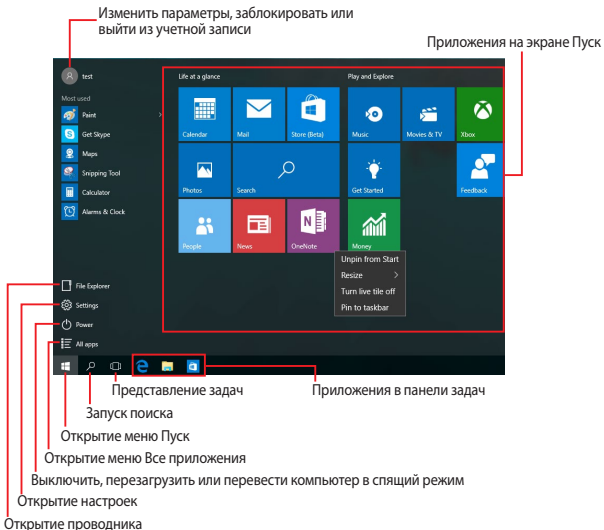 Изменить параметры, заблокировать или
выйти из учетной записи
Приложения на экране Пуск
test
Life at a glance
Play and Explore
Most used
Paint
Get Skype
Maps
Snipping Tool
Calculator
Alarms & Clock
Calendar
Mail
Store (Beta)
Music
Movies & TV
Xbox
Photos
Search
Get Started
Feedback
People
News
OneNote
Money
Unpin from Start
Resize
Turn live tile off
Pin to taskbar
File Explorer
Settings
Power
All apps
Представление задач
Приложения в панели задач
Запуск поиска
Открытие меню Пуск
Открытие меню Все приложения
Выключить, перезагрузить или перевести компьютер в спящий режим
Открытие настроек
Открытие проводника